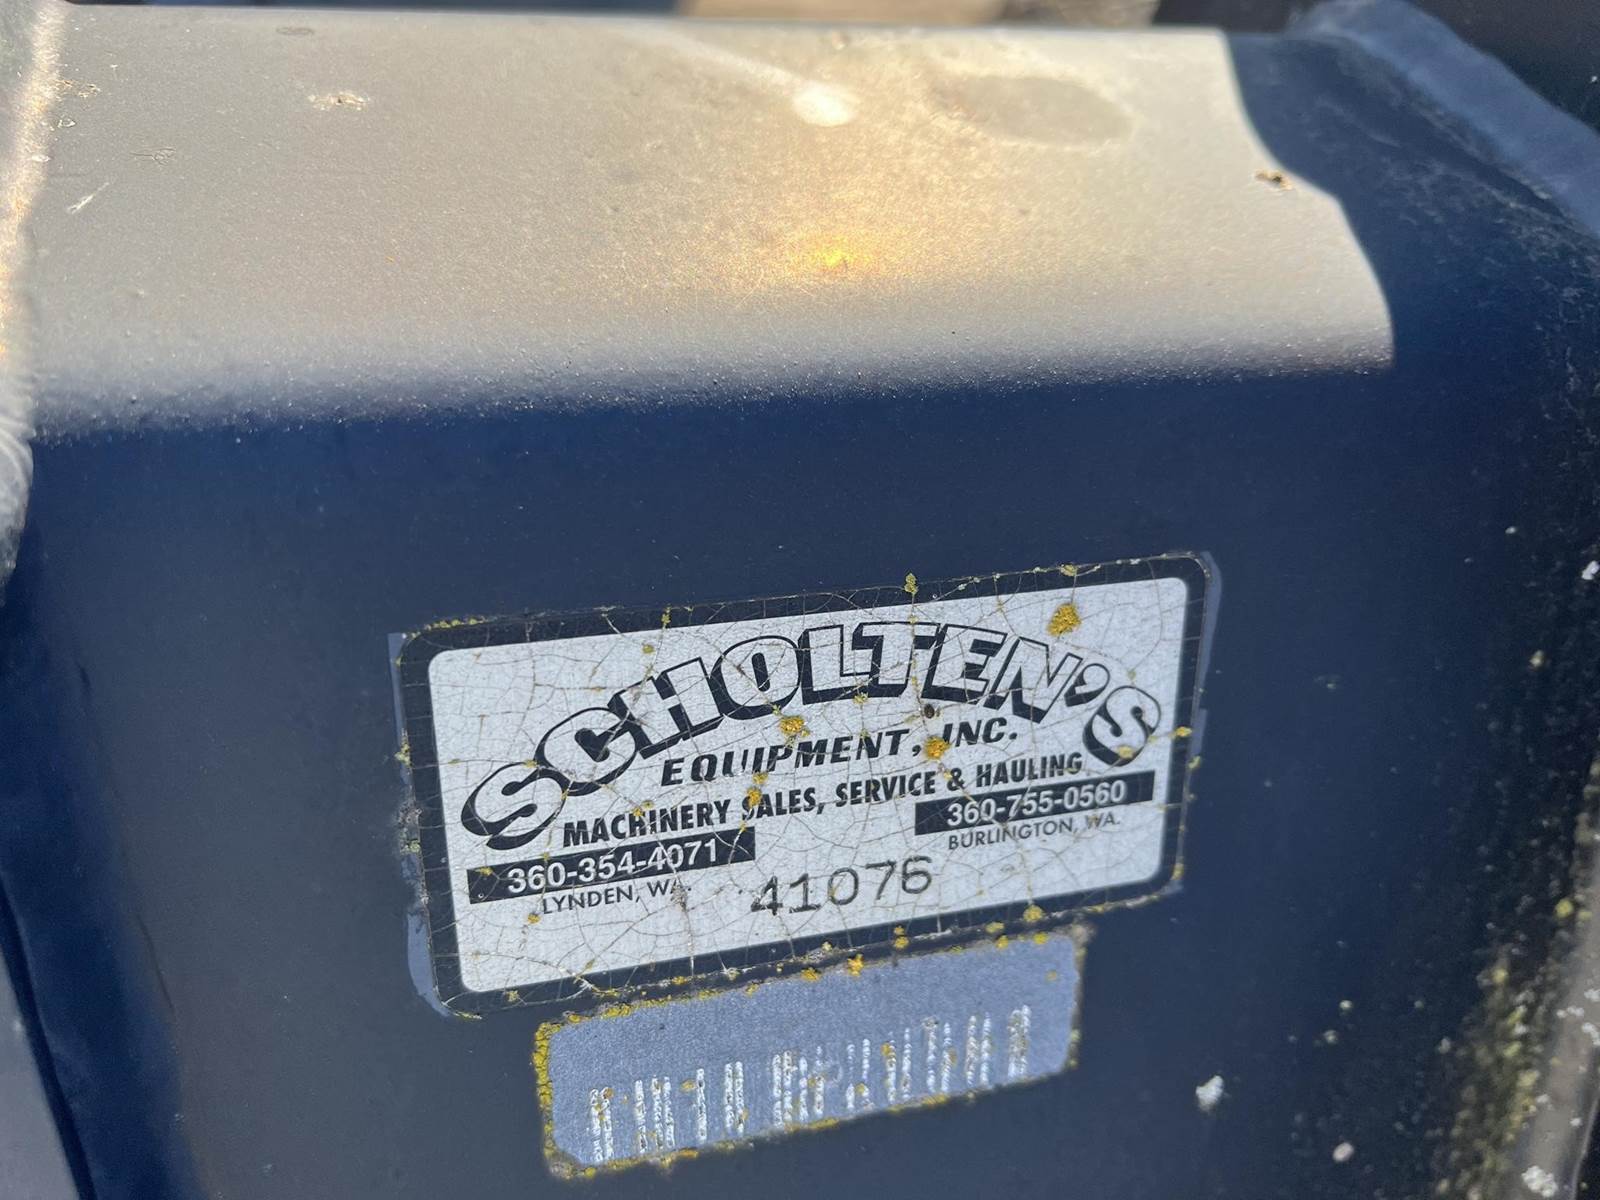 SCHOLTEN'S
EQUIPMENT, INC.
MACHINERY SALES, SERVICE & HAULING
360-354-4071
LYNDEN, WA.
360-755-0560
BURLINGTON, WA.
41076